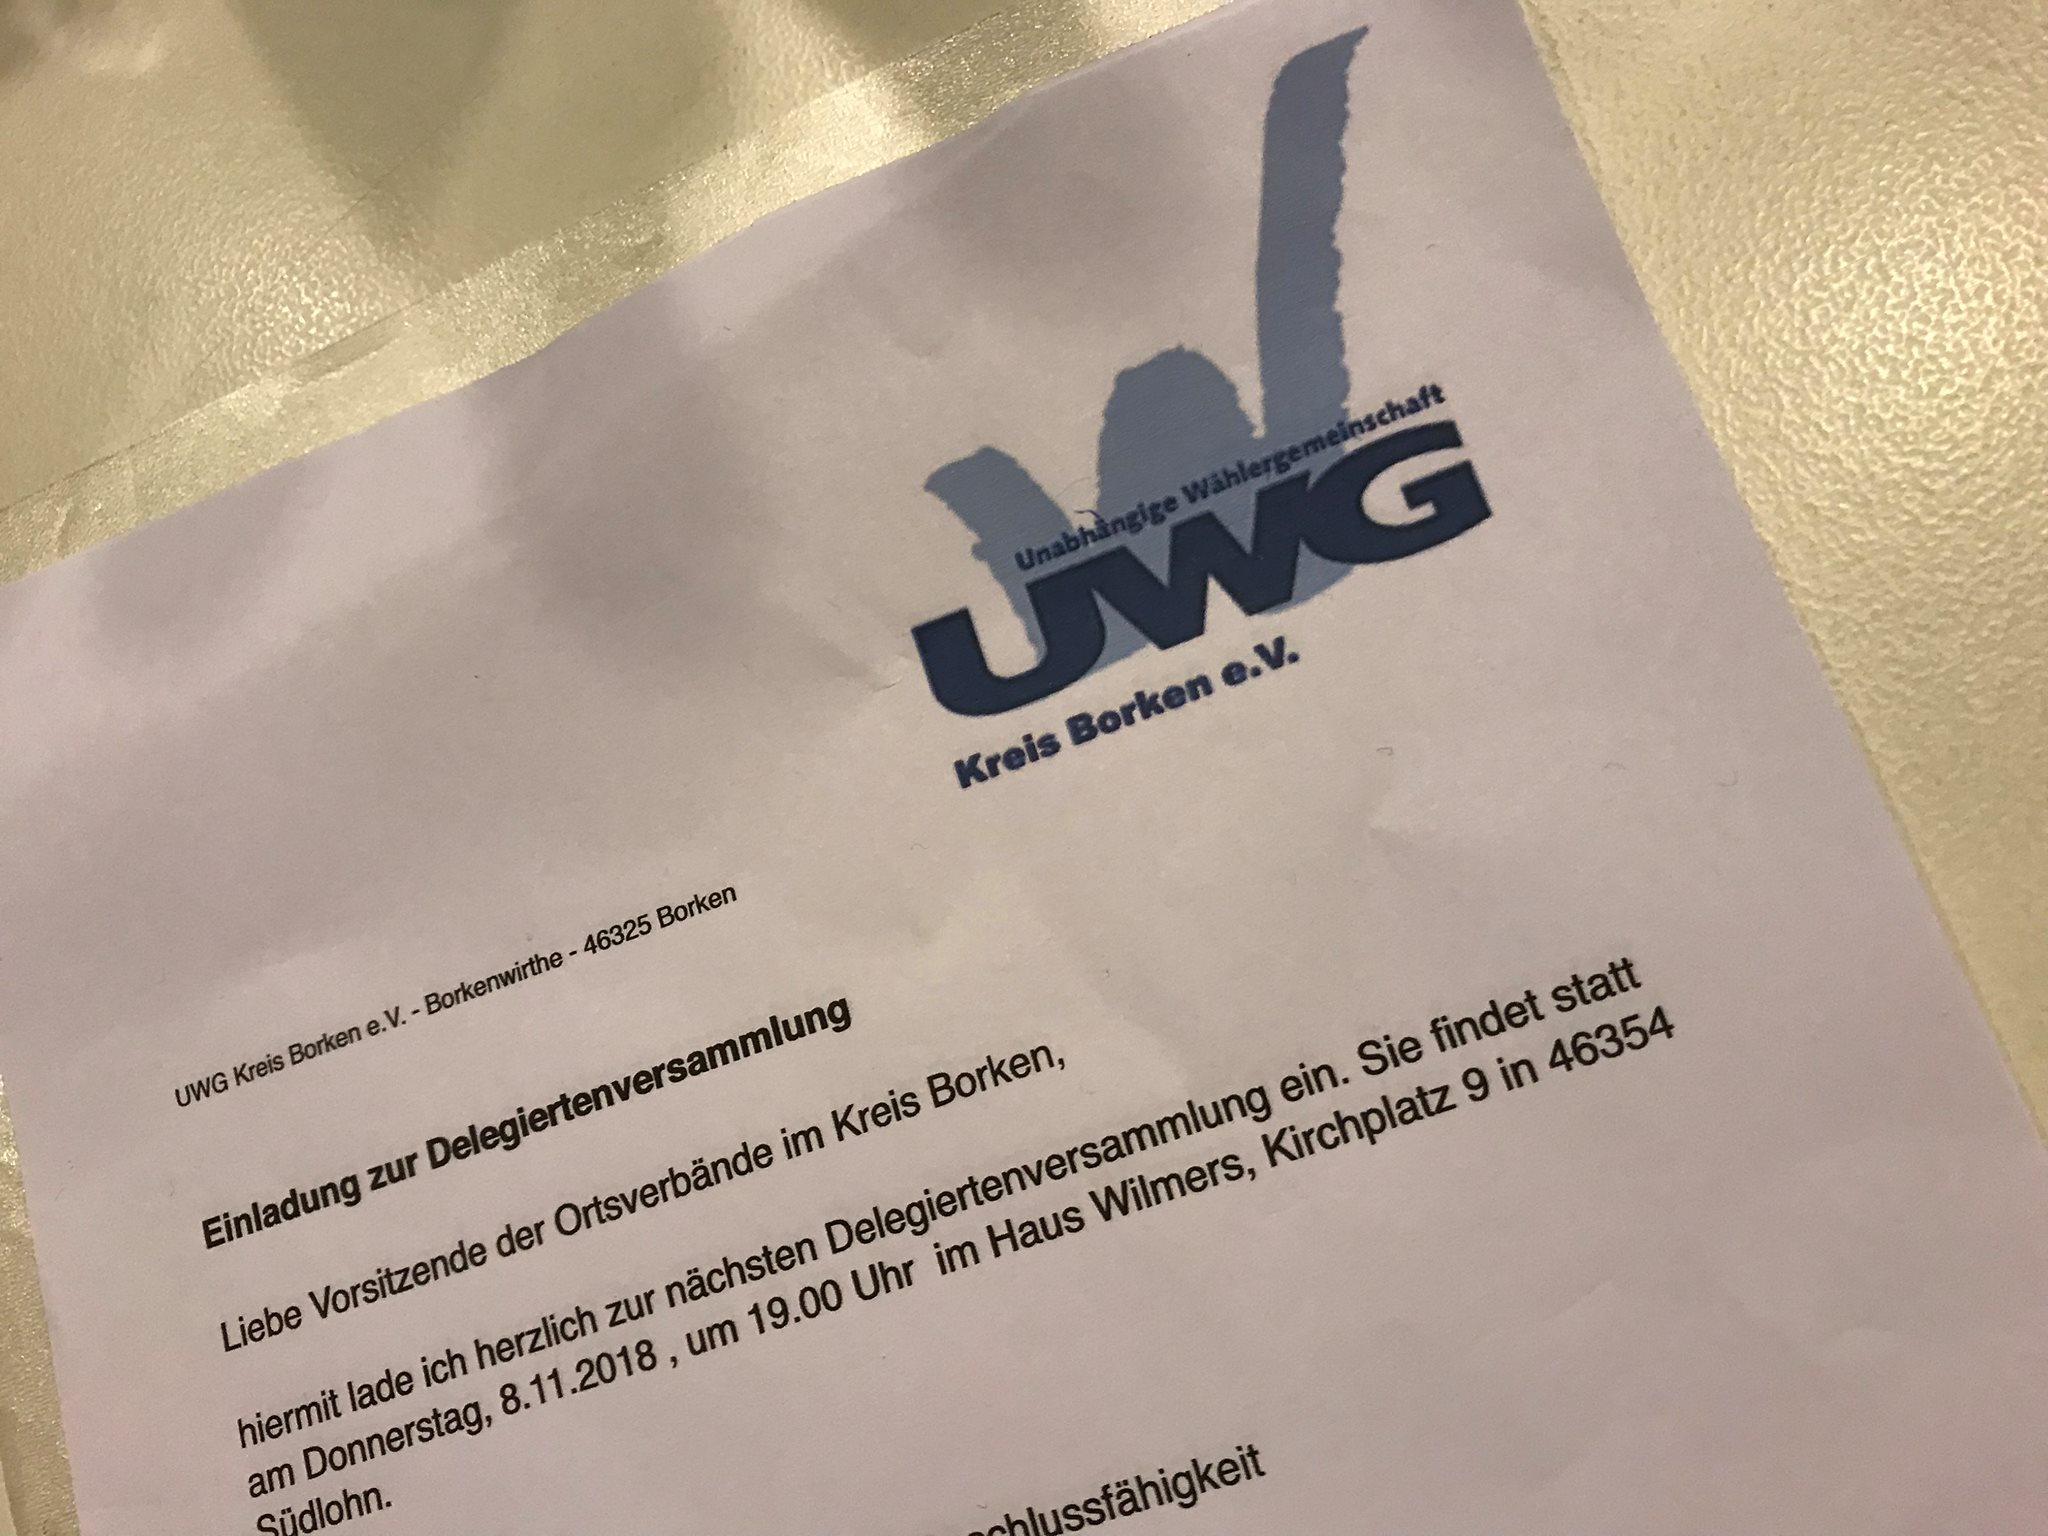 Unabhängige Wählergemeinschaft
UWG
Kreis Borken e.V.
UWG Kreis Borken e.V. - Borkenwirthe - 46325 Borken
Einladung zur Delegiertenversammlung
Liebe Vorsitzende der Ortsverbände im Kreis Borken,
hiermit lade ich herzlich zur nächsten Delegiertenversammlung ein. Sie findet statt
am Donnerstag, 8.11.2018 , um 19.00 Uhr im Haus Wilmers, Kirchplatz 9 in 46354
Südlohn.